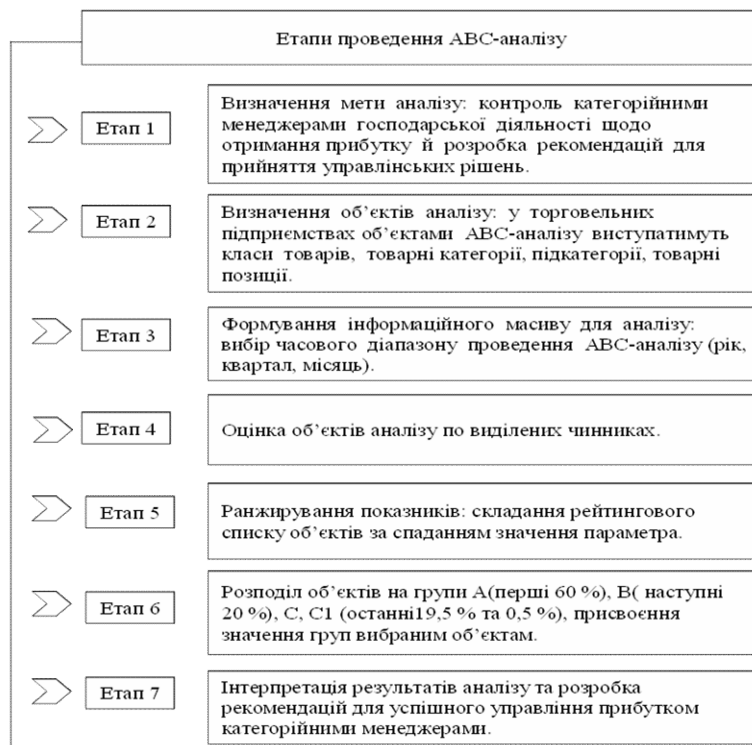 Етапи проведення АВС-аналізу
Етап 1
Визначення мети аналізу: контроль категорійними
менеджерами господарської діяльності щодо
отримання прибутку й розробка рекомендацій для
прийняття управлінських рішень.
Етап 2
Визначення об’єктів аналізу: у торговельних
підприємствах об’єктами АВС-аналізу виступатимуть
класи товарів, товарні категорії, підкатегорії, товарні
позиції.
Етап 3
Формування інформаційного масиву для аналізу:
вибір часового діапазону проведення АВС-аналізу (рік,
квартал, місяць).
Етап 4
Оцінка об’єктів аналізу по виділених чинниках.
Етап 5
Ранжирування показників: складання рейтингового
списку об’єктів за спаданням значення параметра.
Етап 6
Розподіл об’єктів на групи А(перші 60 %), В( наступні
20 %), С, С1 (останні19,5 % та 0,5 %), присвоєння
значення груп вибраним об’єктам.
Етап 7
Інтерпретація результатів аналізу та розробка
рекомендацій для успішного управління прибутком
категорійними менеджерами.